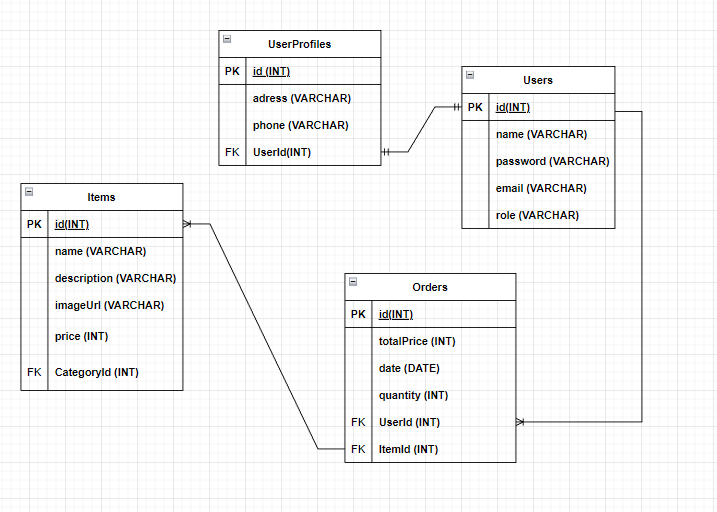 UserProfiles
PK id (INT)
adress (VARCHAR)
phone (VARCHAR)
FK UserId(INT)
Users
PK id(INT)
name (VARCHAR)
password (VARCHAR)
email (VARCHAR)
role (VARCHAR)
Items
PK id(INT)
name (VARCHAR)
description (VARCHAR)
imageUrl (VARCHAR)
price (INT)
FK CategoryId (INT)
Orders
PK id(INT)
totalPrice (INT)
date (DATE)
quantity (INT)
FK UserId (INT)
FK ItemId (INT)